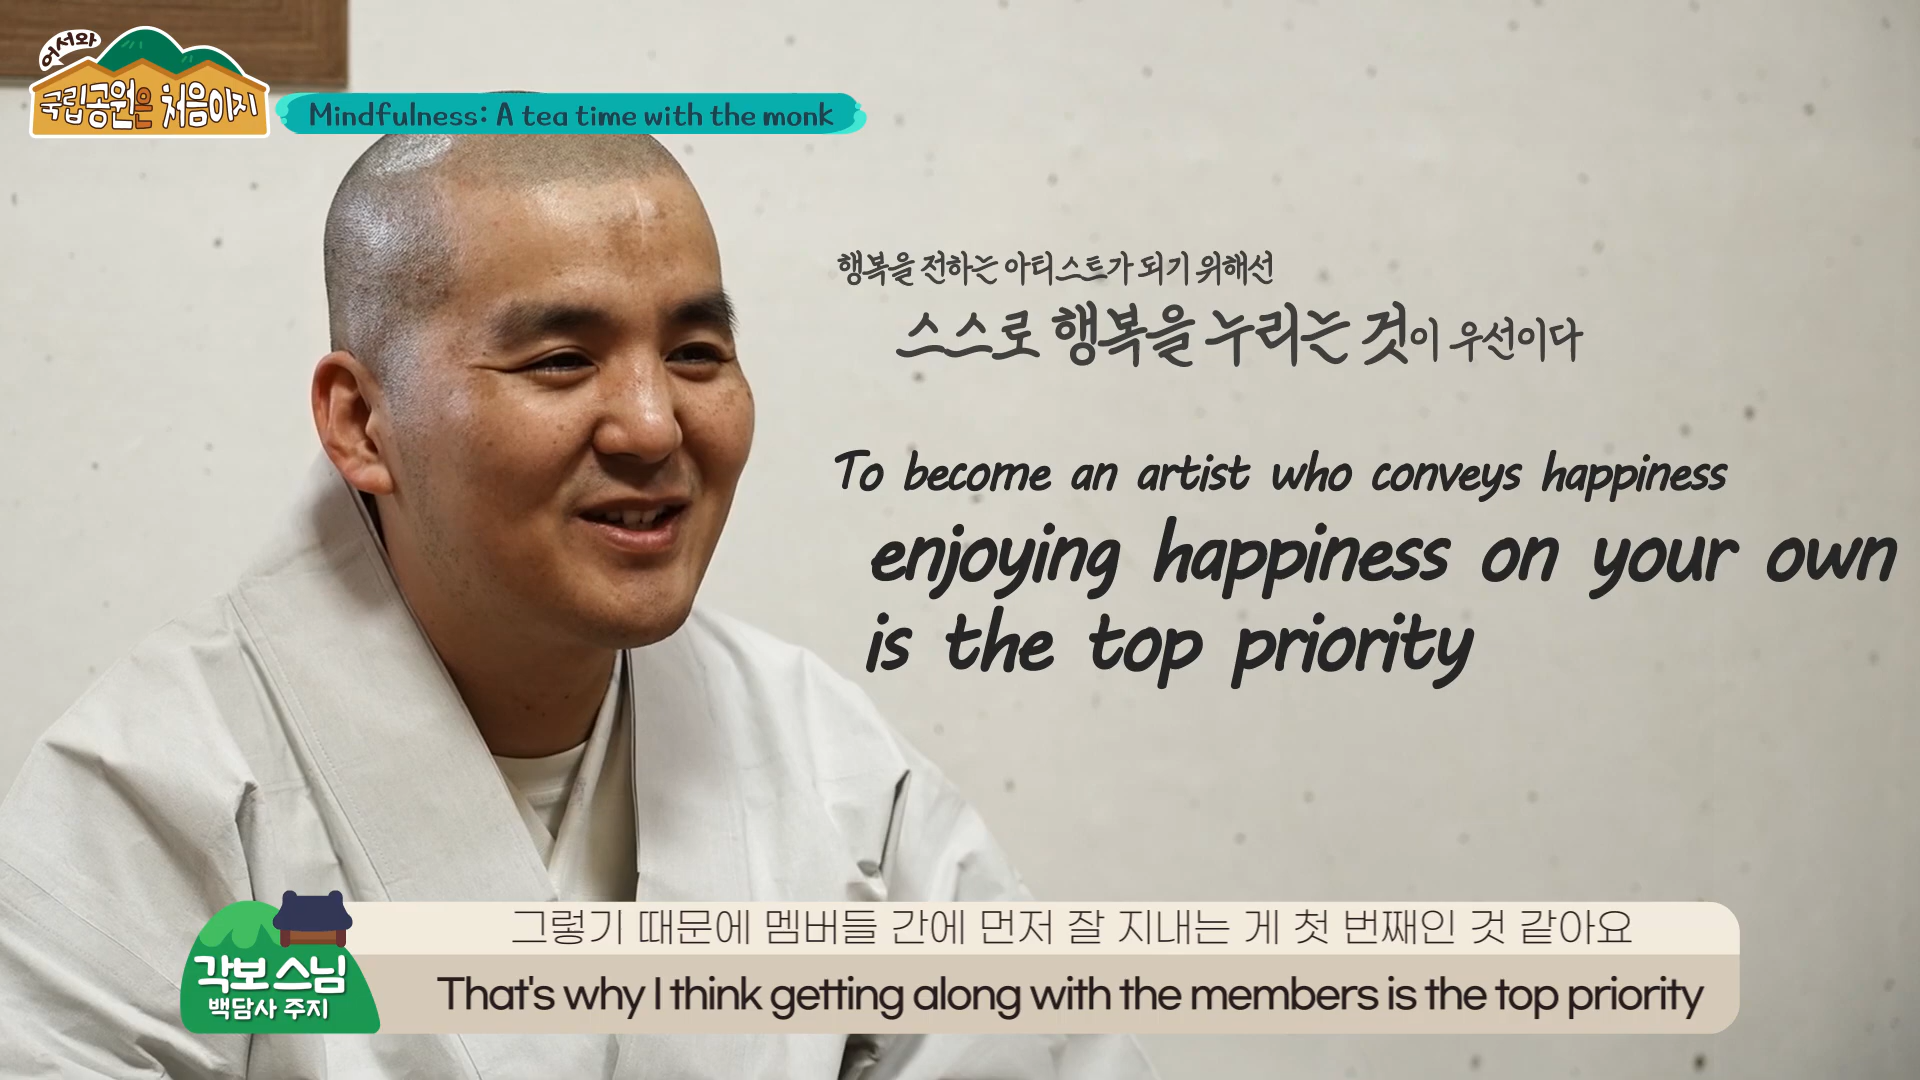 어서와
국립공원은 처음이지
Mindfulness: A tea time with the monk
행복을 전하는 아티스트가 되기 위해선
스스로 행복을 누리는 것이 우선이다
To become an artist who conveys happiness
enjoying happiness on your own
is the top priority
각보 스님
백담사 주지
그렇기 때문에 멤버들 간에 먼저 잘 지내는 게 첫 번째인 것 같아요
That's why I think getting along with the members is the top priority